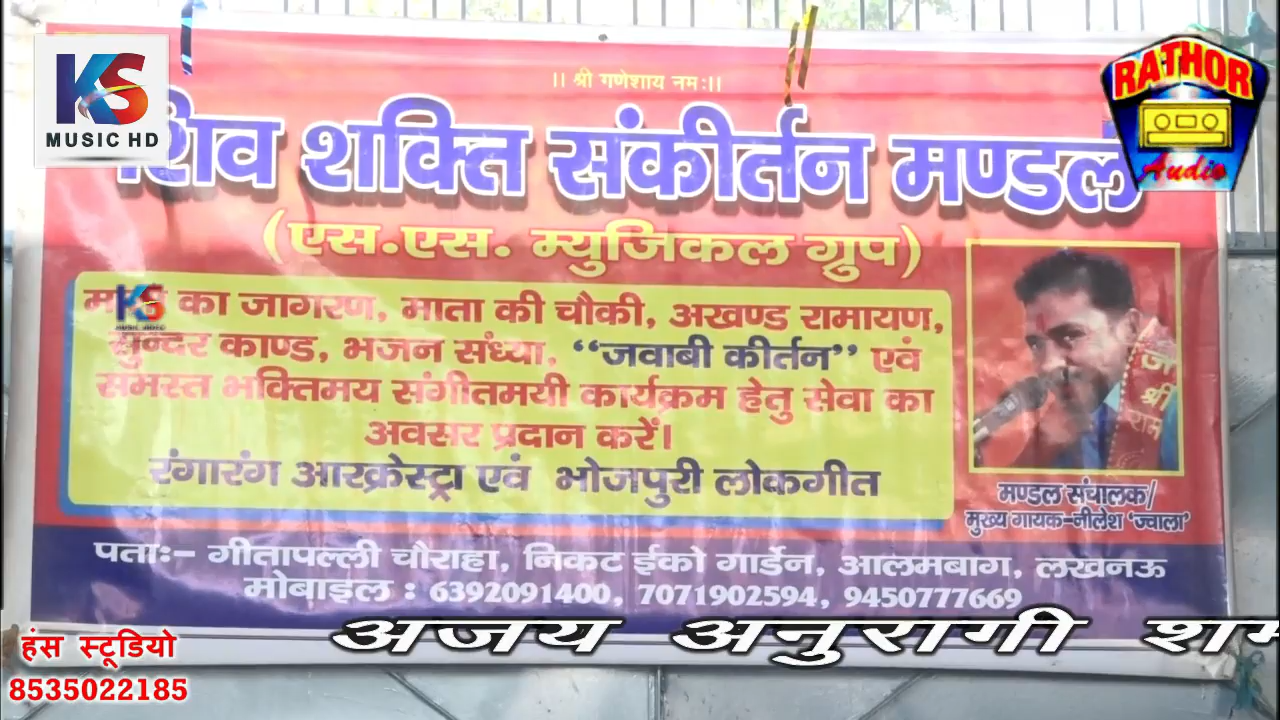 ।। श्री गणेशाय नमः।।
KS
MUSIC HD
RATHOR
Audio
शिव शक्ति संकीर्तन मण्डल
(एस.एस. म्युजिकल ग्रुप)
का जागरण, माता की चौकी, अखण्ड रामायण,
KS
सुन्दर काण्ड, भजन संध्या, “जवाबी कीर्तन” एवं
समस्त भक्तिमय संगीतमयी कार्यक्रम हेतु सेवा का
अवसर प्रदान करें।
रंगारंग आरक्रेस्ट्रा एवं भोजपुरी लोकगीत
श्री
राम
मण्डल संचालक/
मुख्य गायक-नीलेश 'ज्वाला'
पताः- गीतापल्ली चौराहा, निकट ईको गार्डेन, आलमबाग, लखनऊ
मोबाइल : 6392091400, 7071902594, 9450777669
हंस स्टूडियो
8535022185
अजय अनुरागी